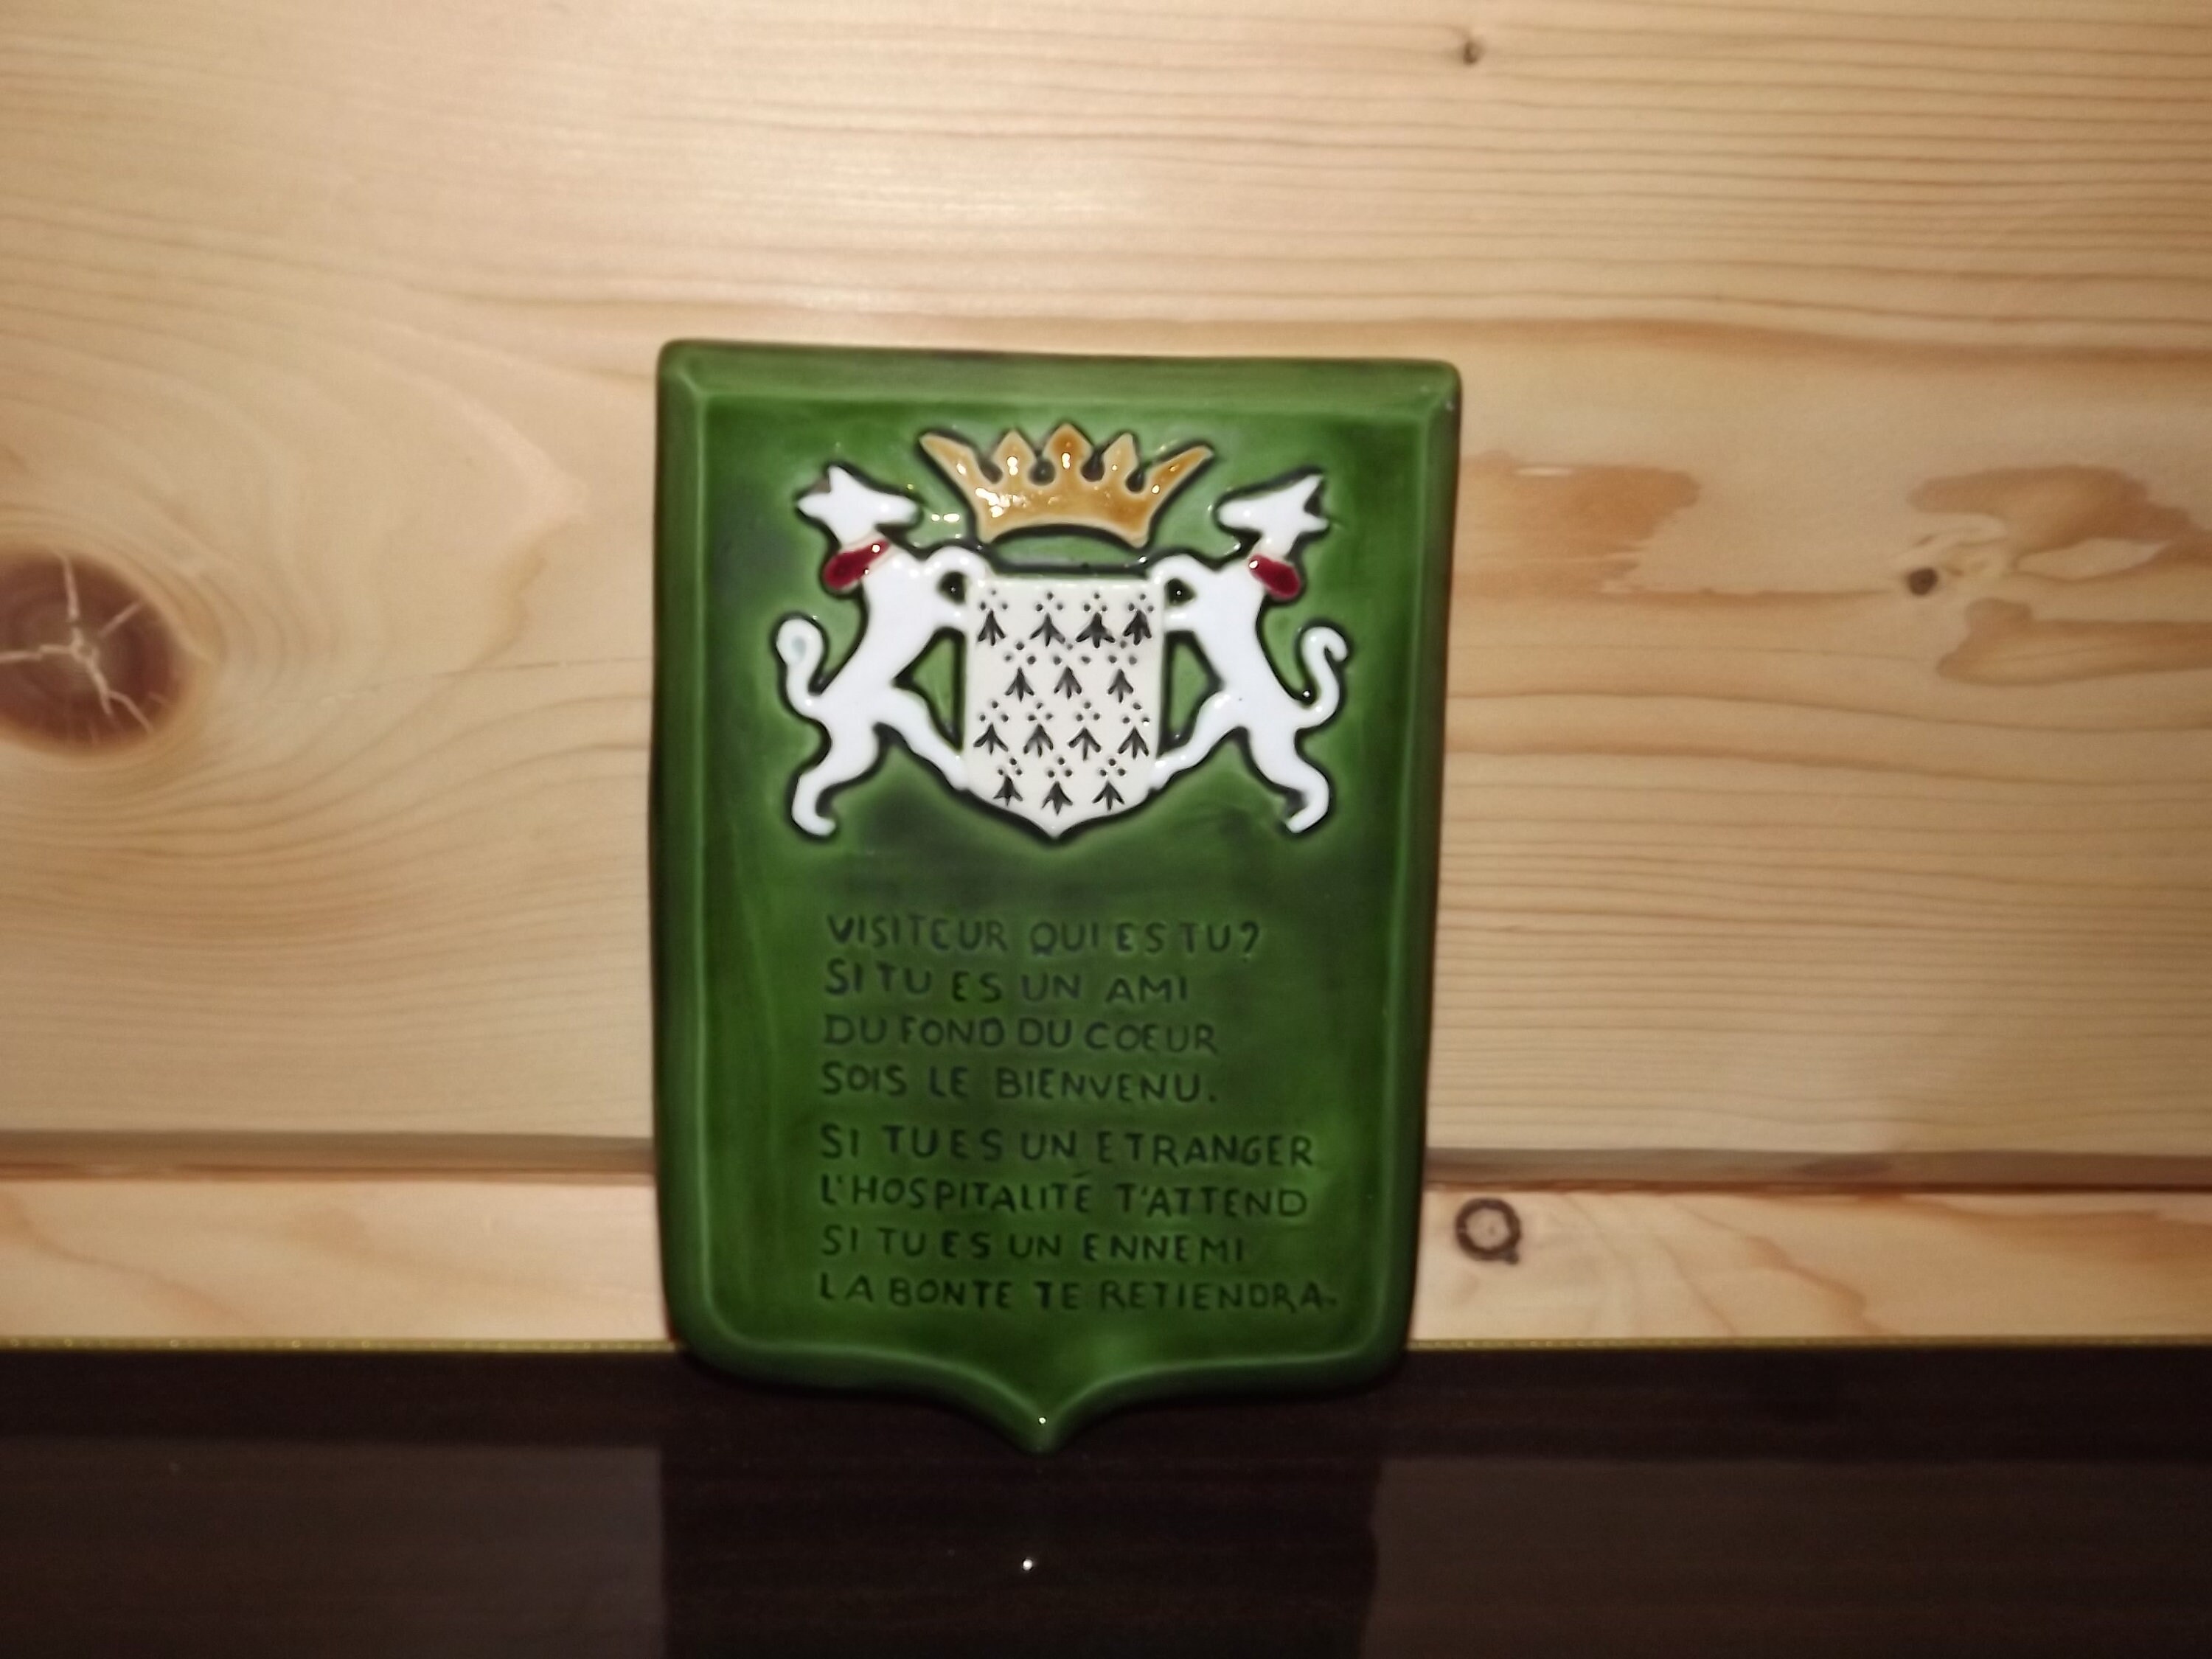 VISITEUR QUI ES TU?
SI TU ES UN AMI
DU FOND DU COEUR
SOIS LE BIENVENU.
SI TU ES UN ETRANGER
L'HOSPITALITÉ T'ATTEND
SI TU ES UN ENNEMI
LA BONTE TE RETIENDRA.